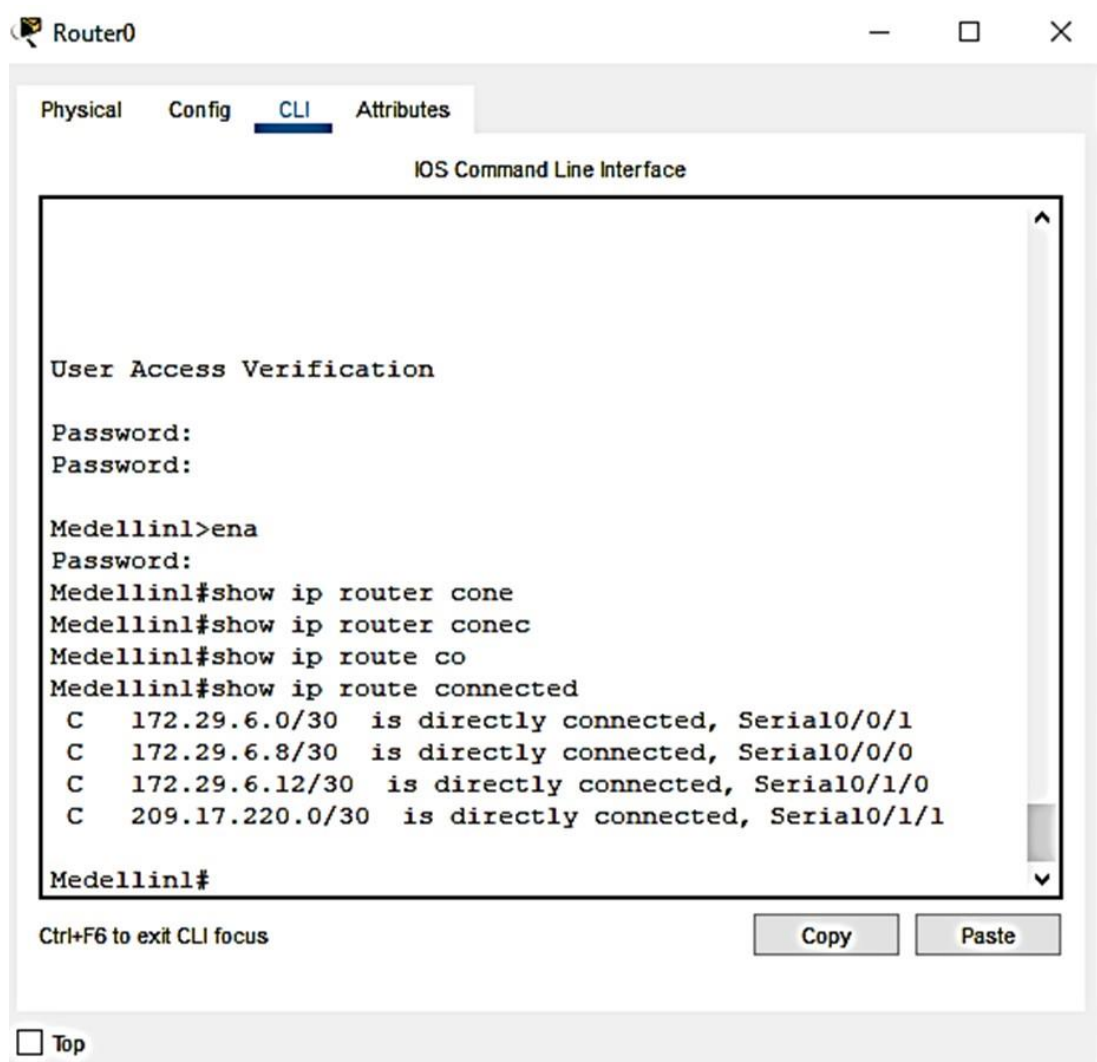 Router0
Physical Config CLI Attributes
IOS Command Line Interface
User Access Verification
Password:
Password:
Medellin1>ena
Password:
Medellin1#show ip router cone
Medellin1#show ip router conec
Medellin1#show ip route co
Medellin1#show ip route connected
C 172.29.6.0/30 is directly connected, Serial0/0/1
C 172.29.6.8/30 is directly connected, Serial0/0/0
C 172.29.6.12/30 is directly connected, Serial0/1/0
C 209.17.220.0/30 is directly connected, Serial0/1/1
Medellin1#
Ctrl+F6 to exit CLI focus Copy Paste
Top